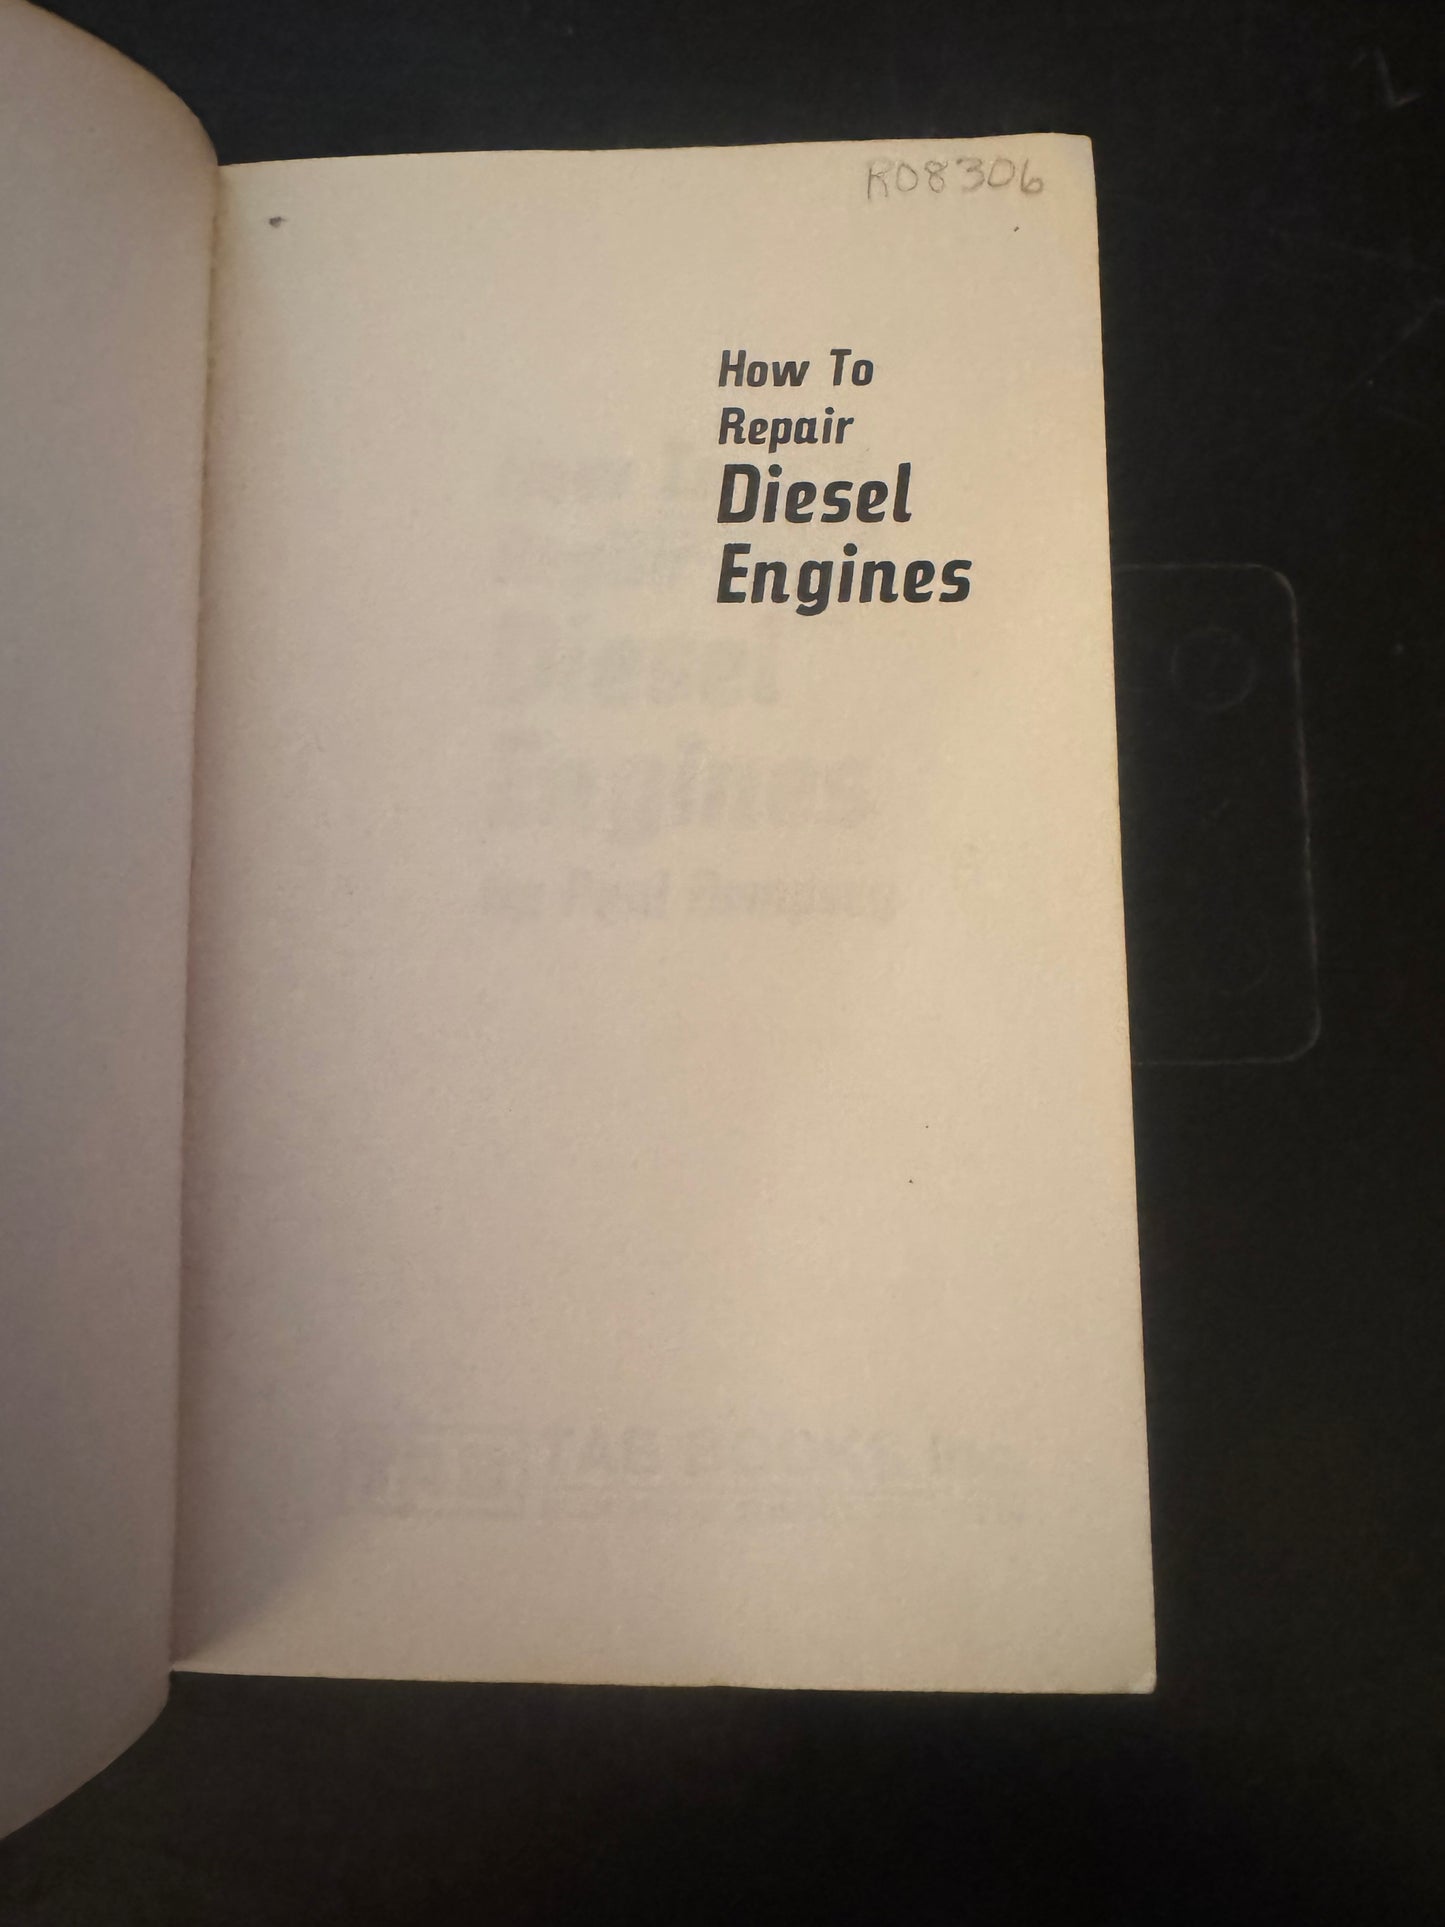 R08306
How To
Repair
Diesel
Engines